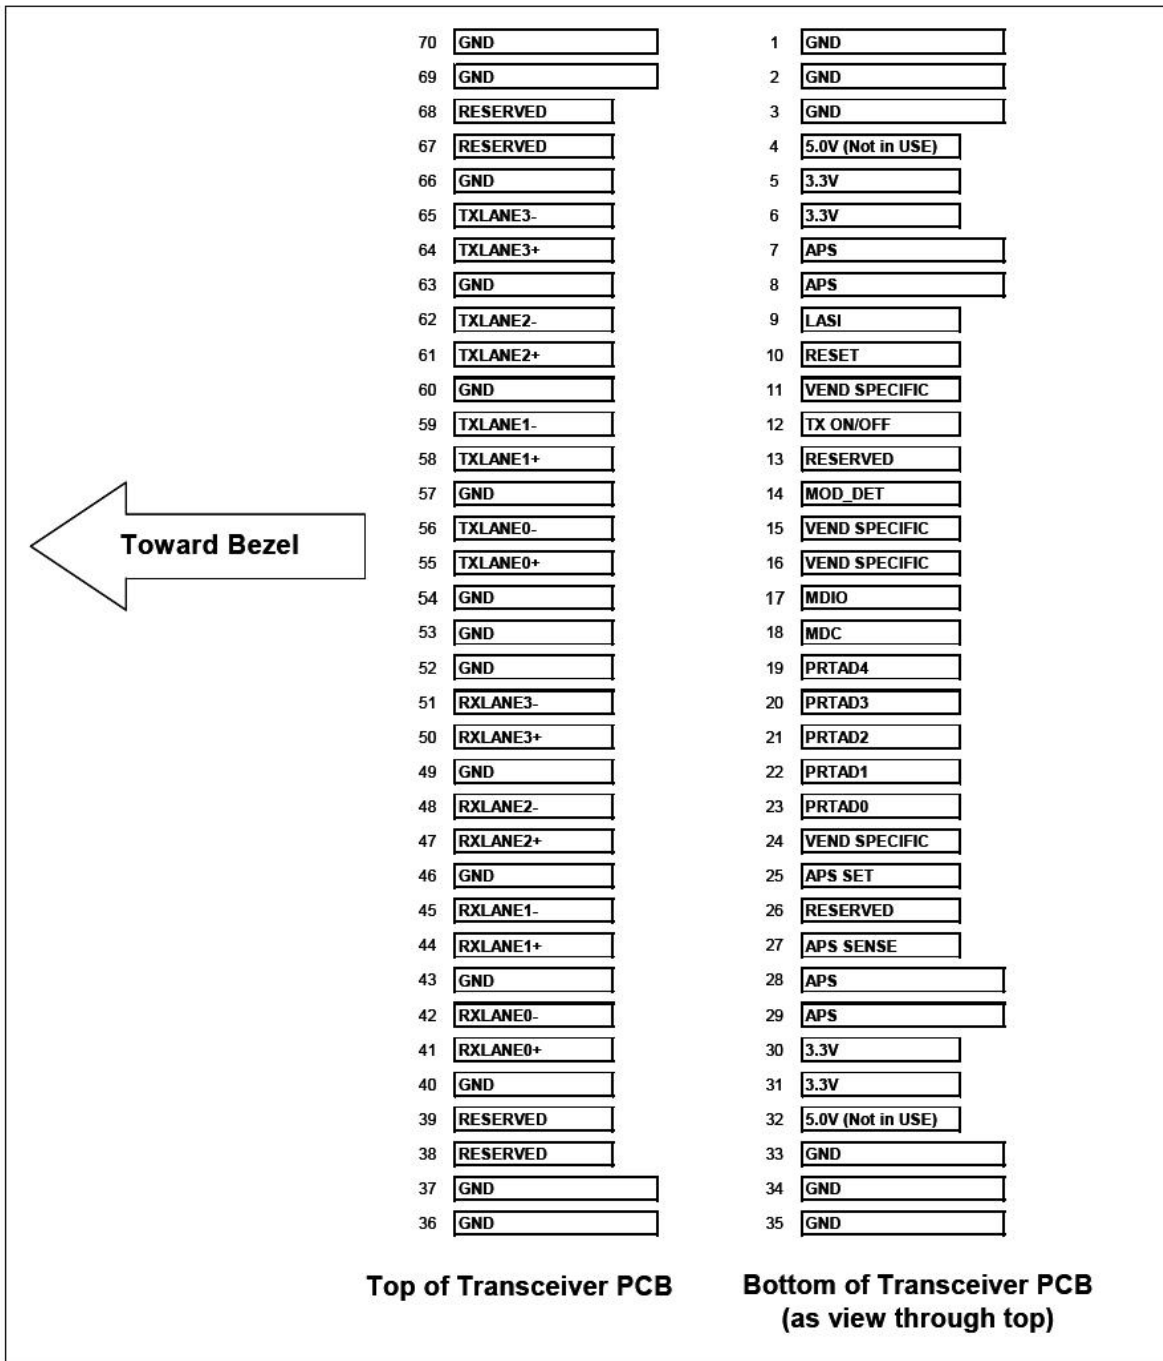 70 GND 1 GND
69 GND 2 GND
68 RESERVED 3 GND
67 RESERVED 4 5.0V (Not in USE)
66 GND 5 3.3V
65 TXLANE3- 6 3.3V
64 TXLANE3+ 7 APS
63 GND 8 APS
62 TXLANE2- 9 LASI
61 TXLANE2+ 10 RESET
60 GND 11 VEND SPECIFIC
59 TXLANE1- 12 TX ON/OFF
58 TXLANE1+ 13 RESERVED
57 GND 14 MOD_DET
56 TXLANE0- 15 VEND SPECIFIC
Toward Bezel
55 TXLANE0+ 16 VEND SPECIFIC
54 GND 17 MDIO
53 GND 18 MDC
52 GND 19 PRTAD4
51 RXLANE3- 20 PRTAD3
50 RXLANE3+ 21 PRTAD2
49 GND 22 PRTAD1
48 RXLANE2- 23 PRTAD0
47 RXLANE2+ 24 VEND SPECIFIC
46 GND 25 APS SET
45 RXLANE1- 26 RESERVED
44 RXLANE1+ 27 APS SENSE
43 GND 28 APS
42 RXLANE0- 29 APS
41 RXLANE0+ 30 3.3V
40 GND 31 3.3V
39 RESERVED 32 5.0V (Not in USE)
38 RESERVED 33 GND
37 GND 34 GND
36 GND 35 GND
Top of Transceiver PCB Bottom of Transceiver PCB
(as view through top)